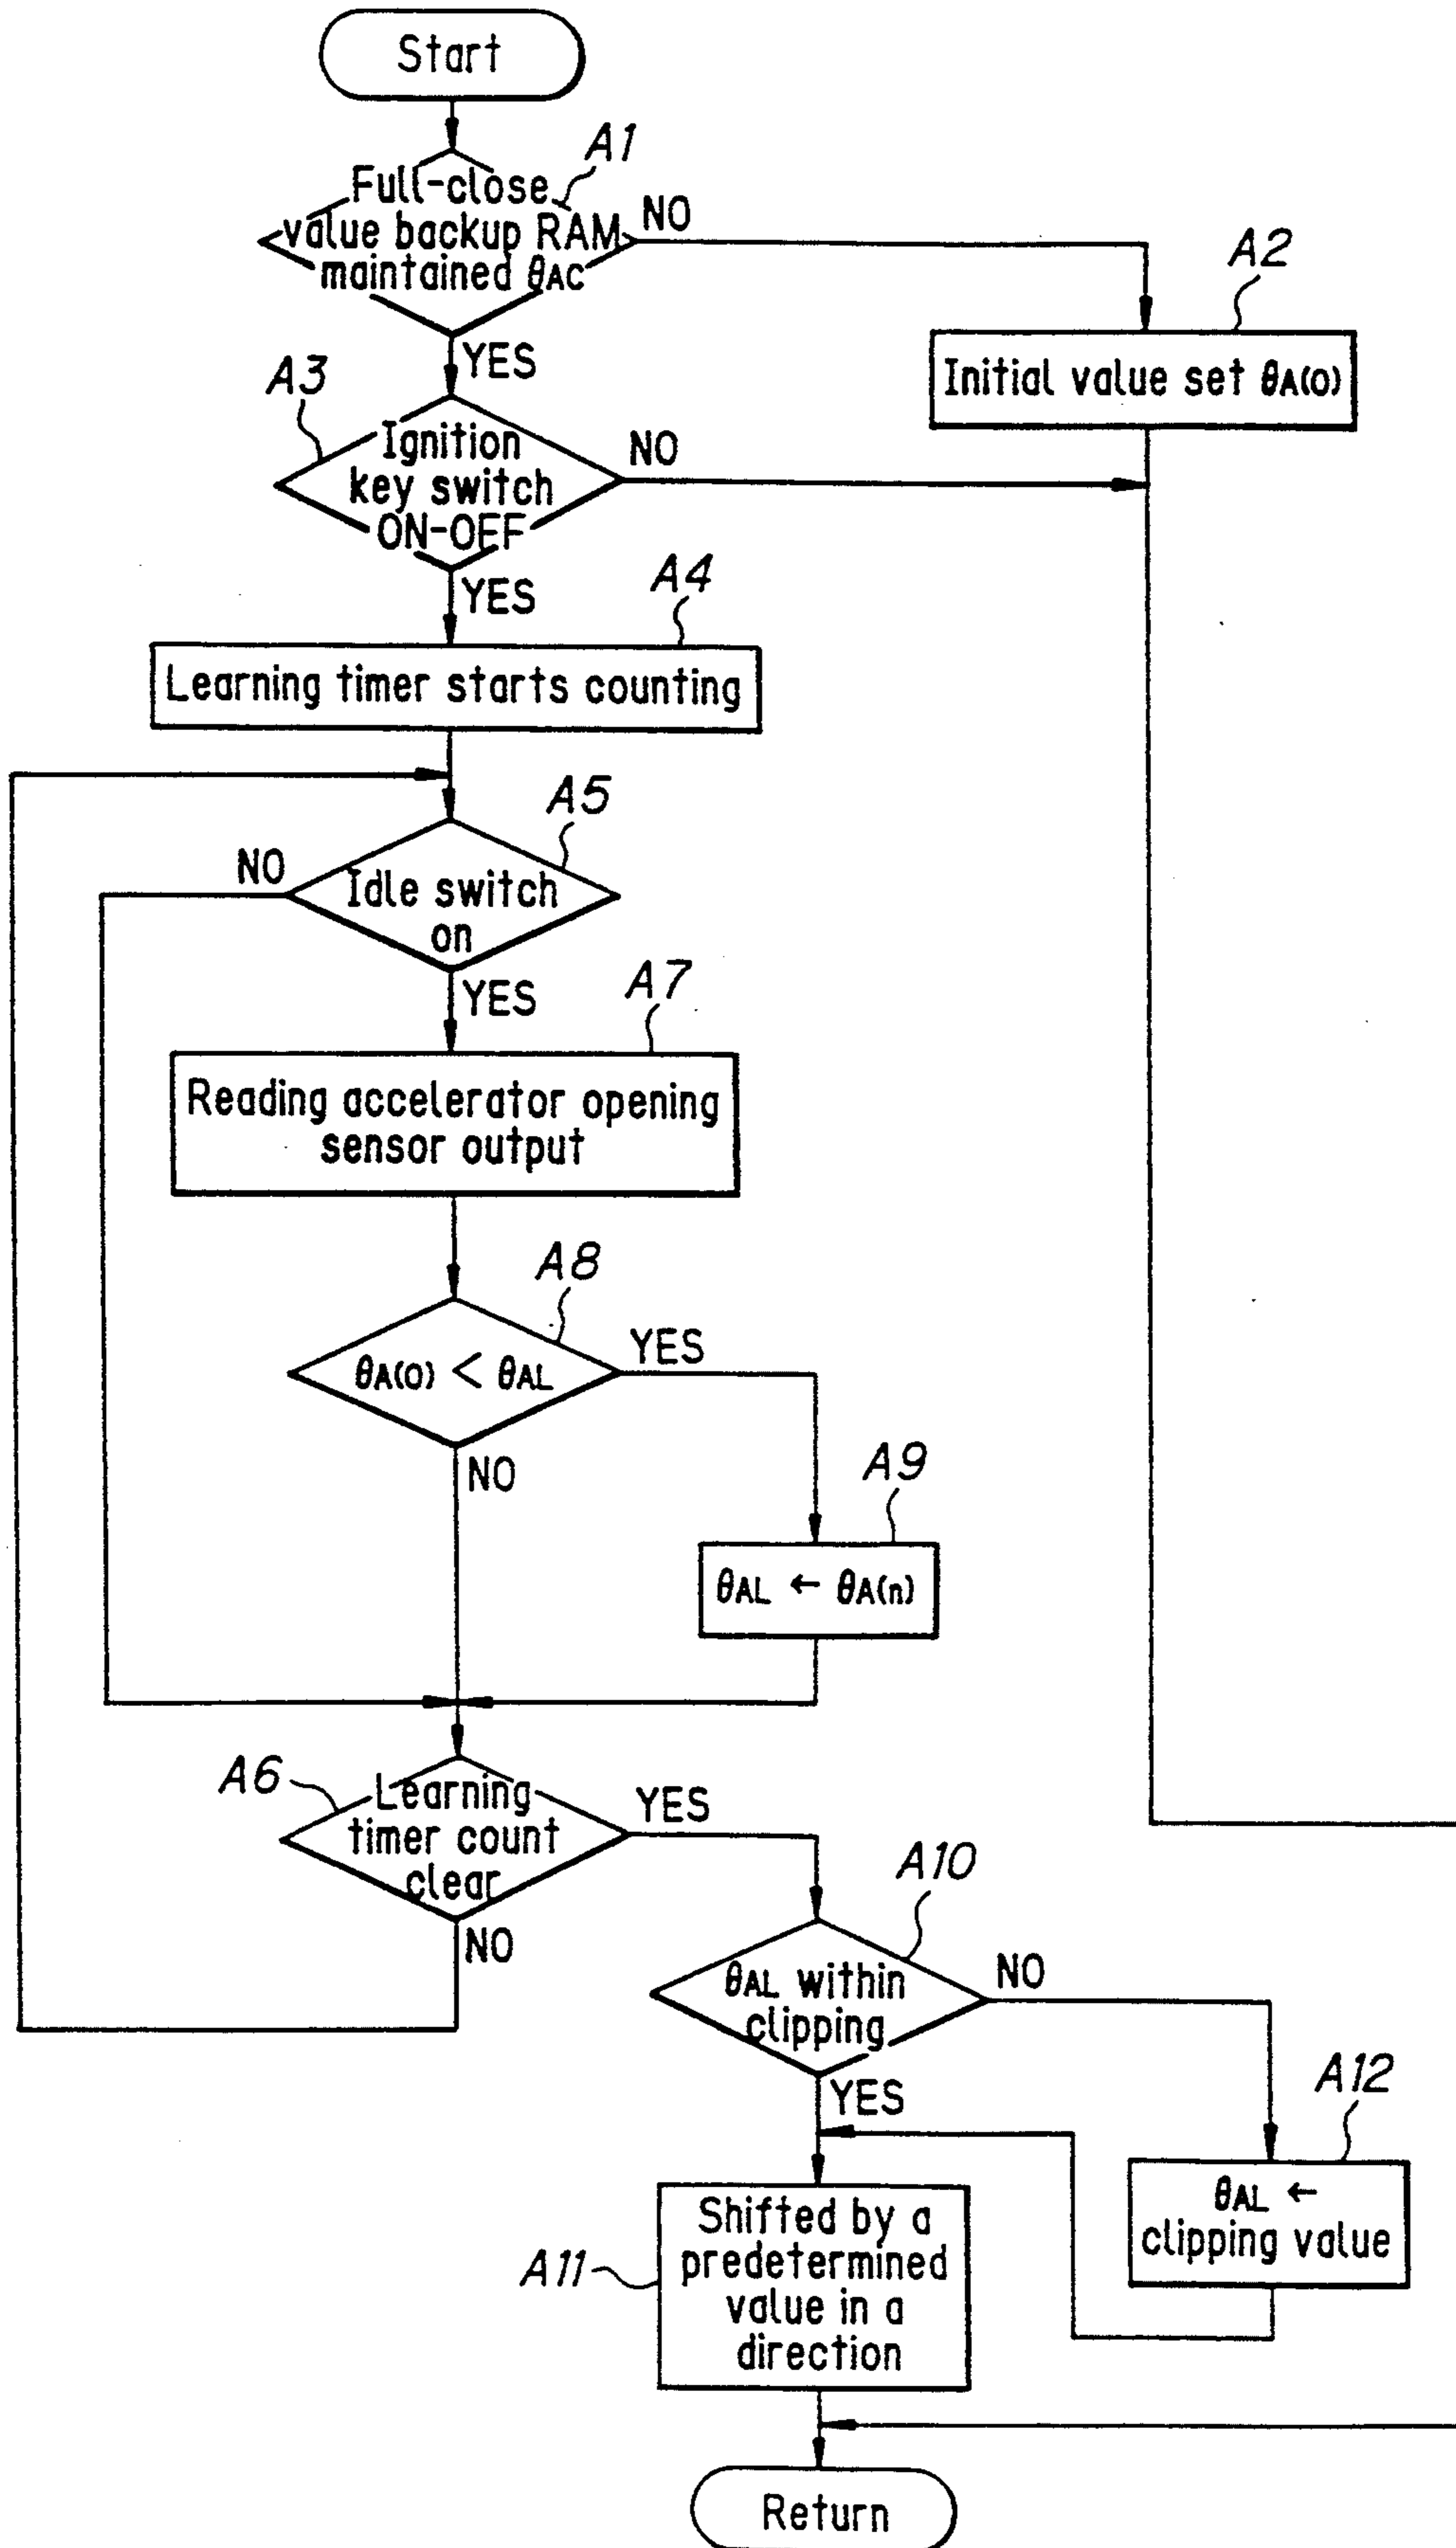 Start
A1
Full-close
value backup RAM
maintained θAC
NO
YES
A2
Initial value set θA(0)
A3
Ignition
key switch
ON-OFF
NO
YES
A4
Learning timer starts counting
A5
NO
Idle switch
on
YES
A7
Reading accelerator opening
sensor output
A8
θA(0) < θAL
YES
NO
A9
θAL ← θA(n)
A6
Learning
timer count
clear
YES
NO
A10
θAL within
clipping
NO
YES
A12
θAL ←
clipping value
A11
Shifted by a
predetermined
value in a
direction
Return